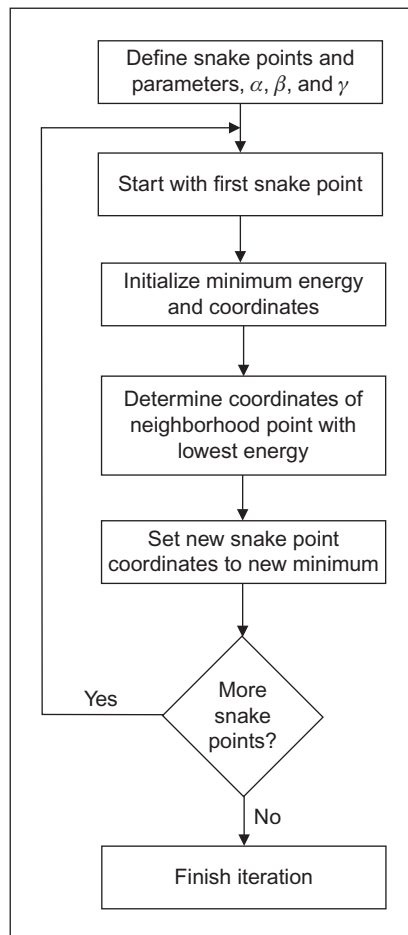 Define snake points and
parameters, α, β, and γ
Start with first snake point
Initialize minimum energy
and coordinates
Determine coordinates of
neighborhood point with
lowest energy
Set new snake point
coordinates to new minimum
Yes
More
snake
points?
No
Finish iteration